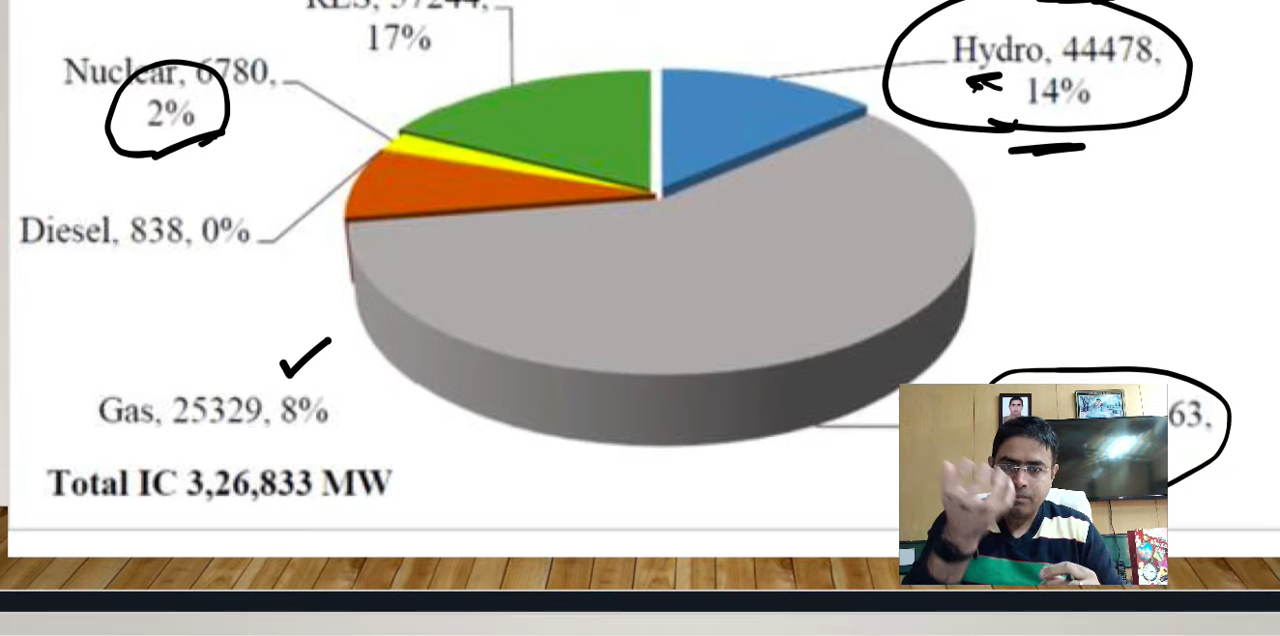 17%
Nuclear, 6780,
2%
Hydro, 44478,
14%
Diesel, 838, 0%
Gas, 25329, 8%
63,
Total IC 3,26,833 MW